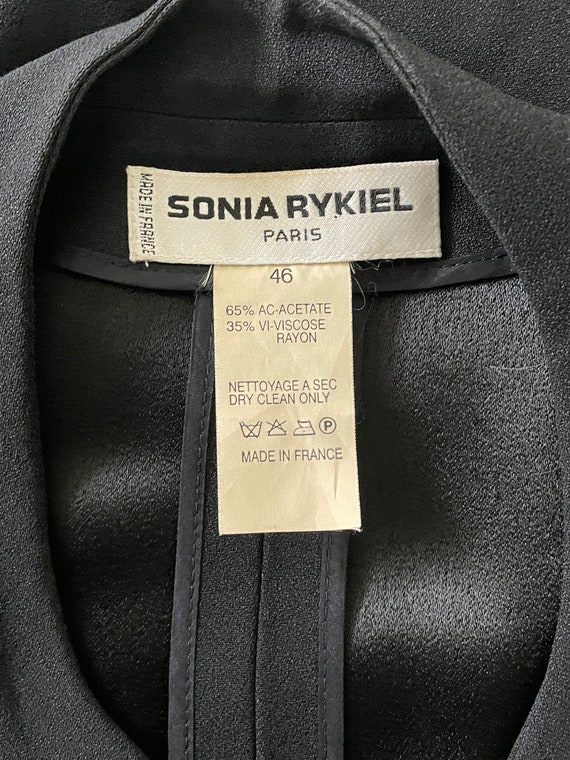 MADE IN FRANCE
SONIA RYKIEL
PARIS
46
65% AC-ACETATE
35% VI-VISCOSE
RAYON
NETTOYAGE A SEC
DRY CLEAN ONLY
P
MADE IN FRANCE